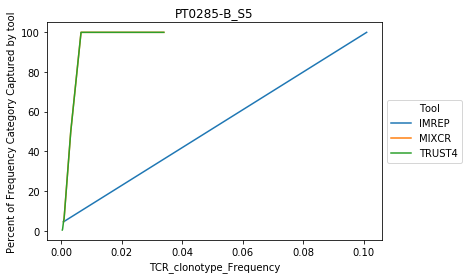 PT0285-B_S5
Percent of Frequency Category Captured by tool
100
80
60
40
20
0
0.00 0.02 0.04 0.06 0.08 0.10
TCR_clonotype_Frequency
Tool
IMREP
MIXCR
TRUST4